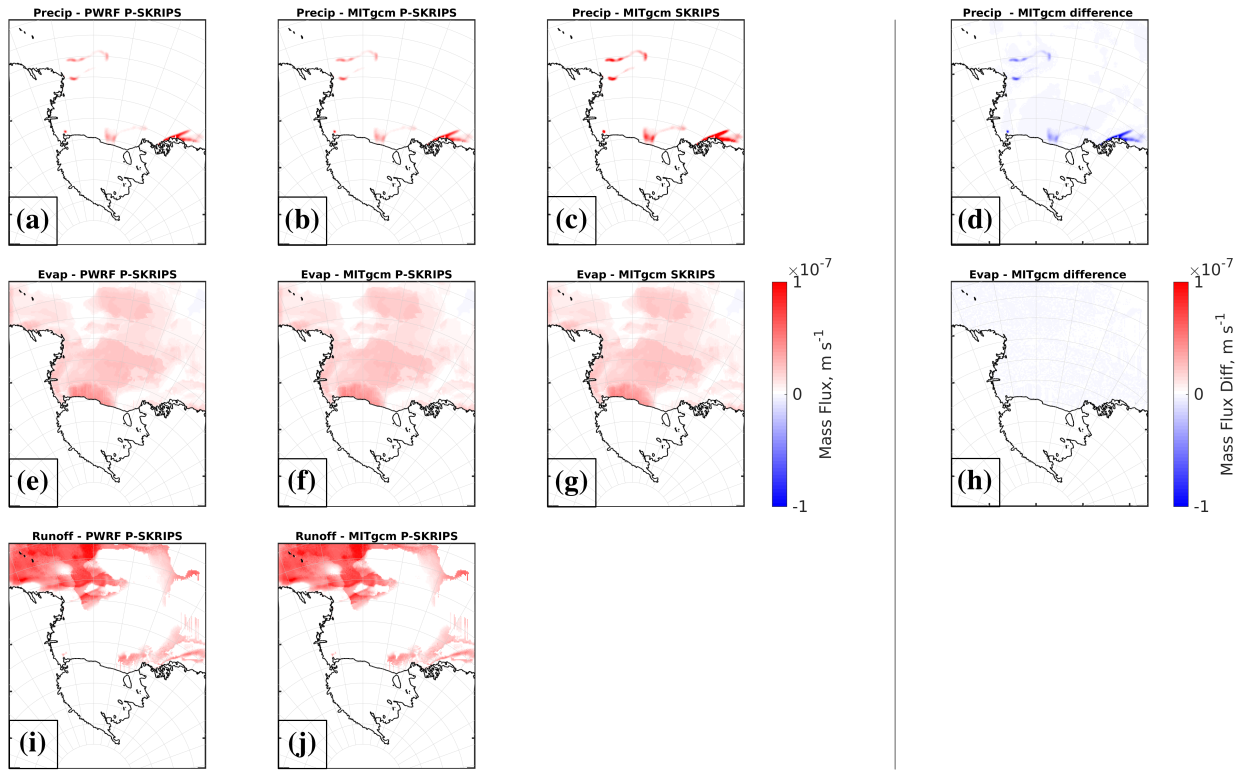 Precip - PWRF P-SKRIPS
Precip - MITgcm P-SKRIPS
Precip - MITgcm SKRIPS
Precip - MITgcm difference
(a)
(b)
(c)
(d)
Evap - PWRF P-SKRIPS
Evap - MITgcm P-SKRIPS
Evap - MITgcm SKRIPS
Evap - MITgcm difference
(e)
(f)
(g)
(h)
×10⁻⁷
1
0
-1
Mass Flux, m s⁻¹
×10⁻⁷
1
0
-1
Mass Flux Diff, m s⁻¹
Runoff - PWRF P-SKRIPS
Runoff - MITgcm P-SKRIPS
(i)
(j)